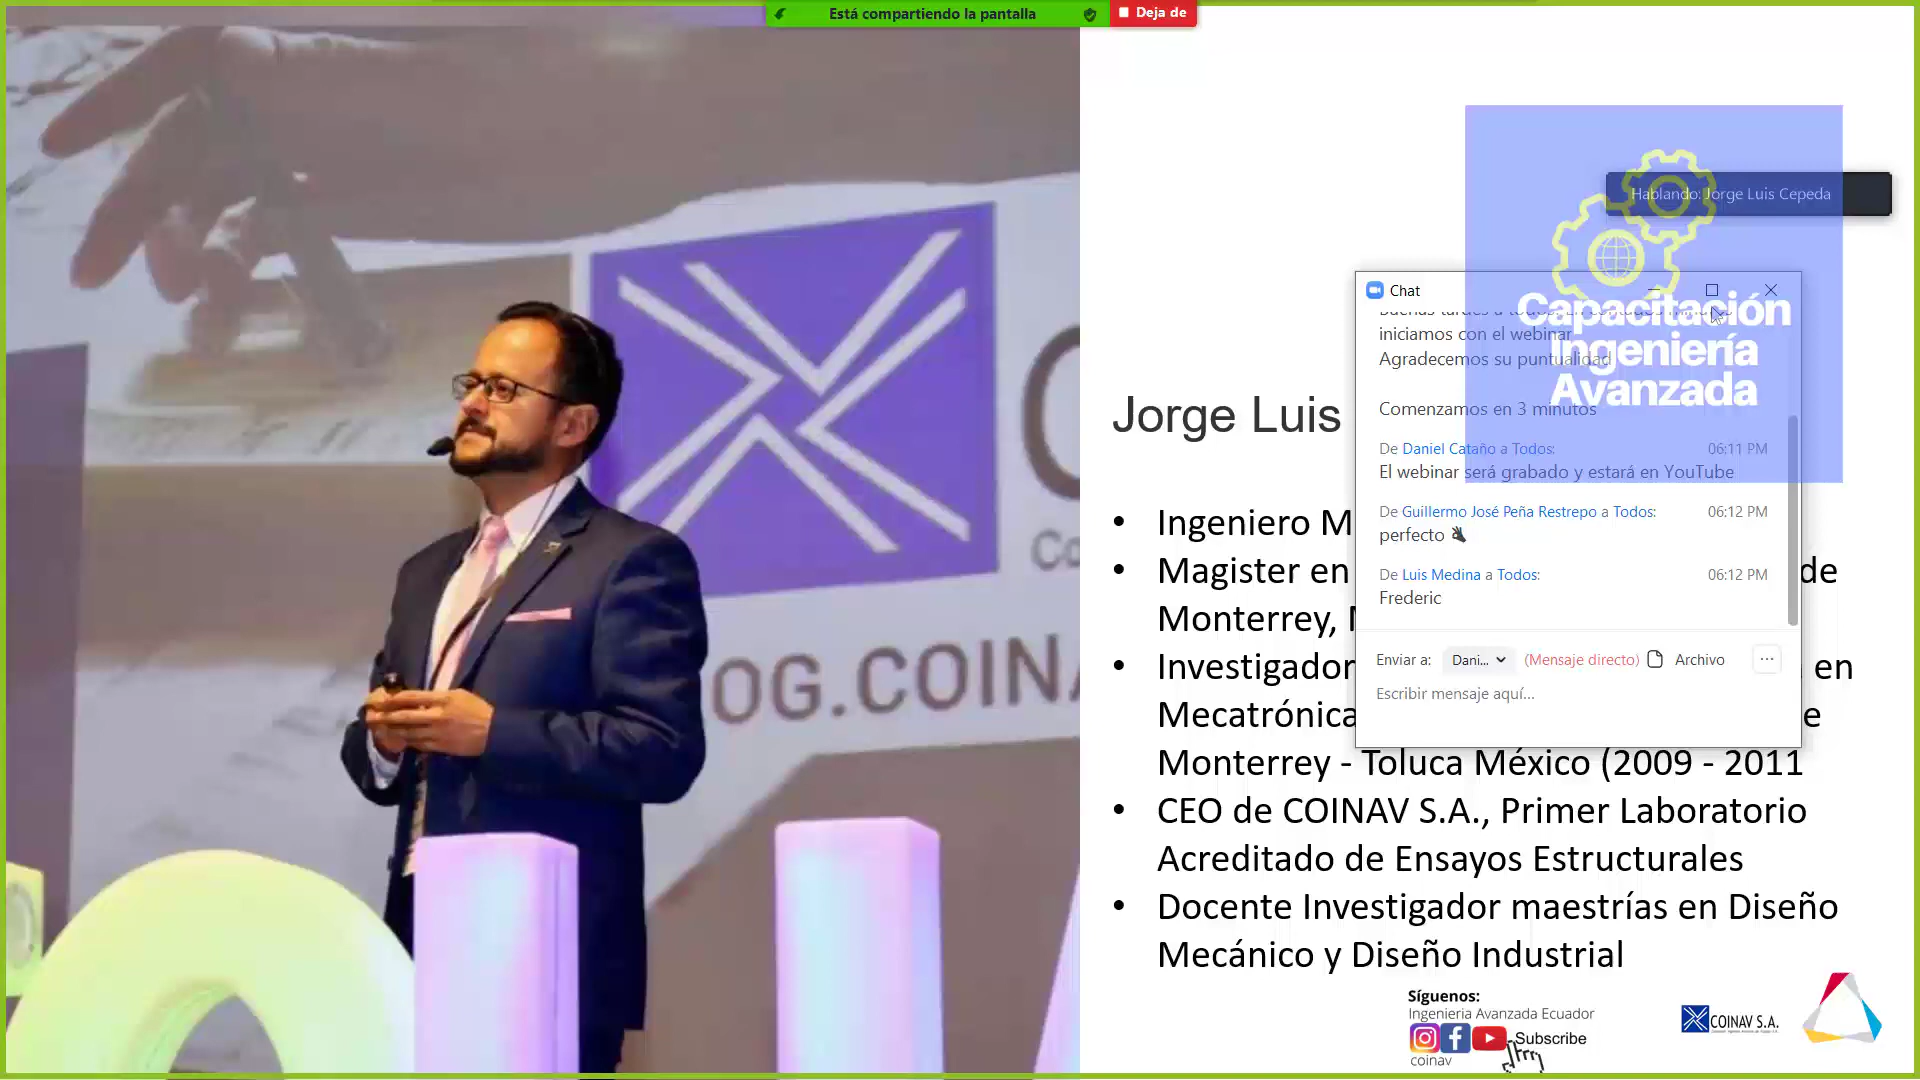 Está compartiendo la pantalla
Deja de
Hablando: Jorge Luis Cepeda
Capacitación
Ingeniería
Avanzada
Chat
iniciamos con el webinar
Agradecemos su puntualidad
Comenzamos en 3 minutos
De Daniel Cataño a Todos: 06:11 PM
El webinar será grabado y estará en YouTube
De Guillermo José Peña Restrepo a Todos: 06:12 PM
perfecto 👌🏿
De Luis Medina a Todos: 06:12 PM
Frederic
Enviar a: Dani... (Mensaje directo) Archivo ...
Escribir mensaje aquí...
Jorge Luis
• Ingeniero M
• Magister en de
Monterrey,
• Investigador en
Mecatrónica e
Monterrey - Toluca México (2009 - 2011
• CEO de COINAV S.A., Primer Laboratorio
Acreditado de Ensayos Estructurales
• Docente Investigador maestrías en Diseño
Mecánico y Diseño Industrial
Síguenos:
Ingenieria Avanzada Ecuador
Subscribe
coinav
COINAV S.A.
Co
OG.COINA